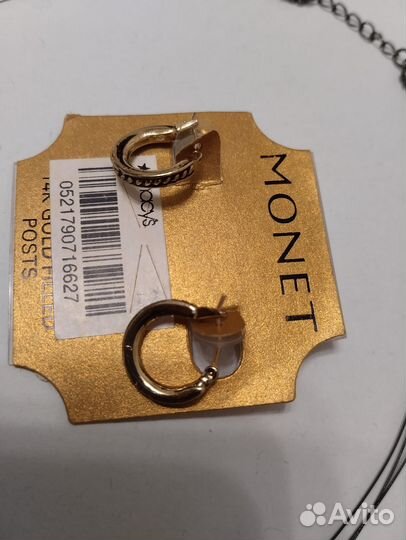 MONET
★macy's
0521790716627
14K GOLD FILLED
POSTS
Avito